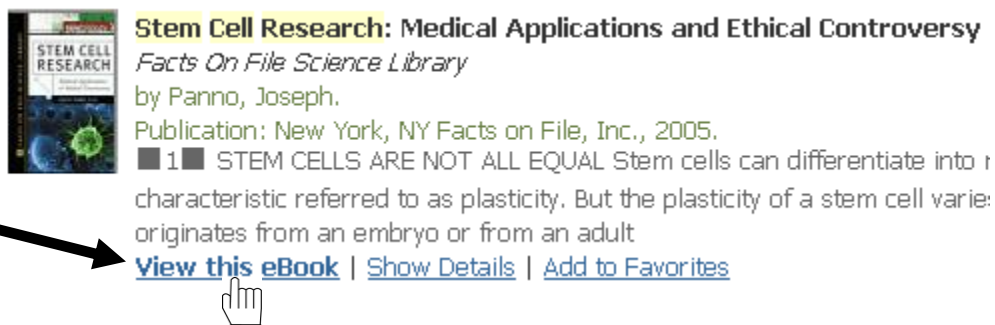 STEM CELL
RESEARCH
Stem Cell Research: Medical Applications and Ethical Controversy
Facts On File Science Library
by Panno, Joseph.
Publication: New York, NY Facts on File, Inc., 2005.
■1■ STEM CELLS ARE NOT ALL EQUAL Stem cells can differentiate into
characteristic referred to as plasticity. But the plasticity of a stem cell varies
originates from an embryo or from an adult
View this eBook | Show Details | Add to Favorites